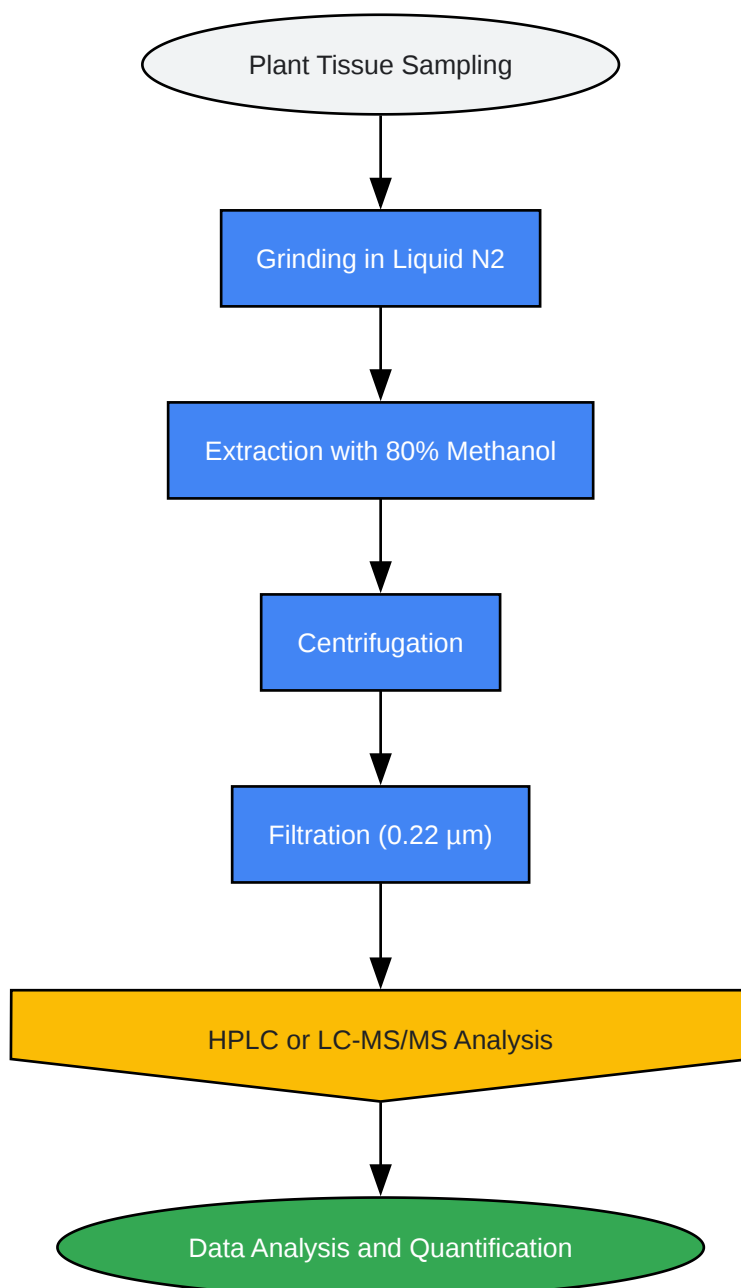 Plant Tissue Sampling
Grinding in Liquid N2
Extraction with 80% Methanol
Centrifugation
Filtration (0.22 µm)
HPLC or LC-MS/MS Analysis
Data Analysis and Quantification